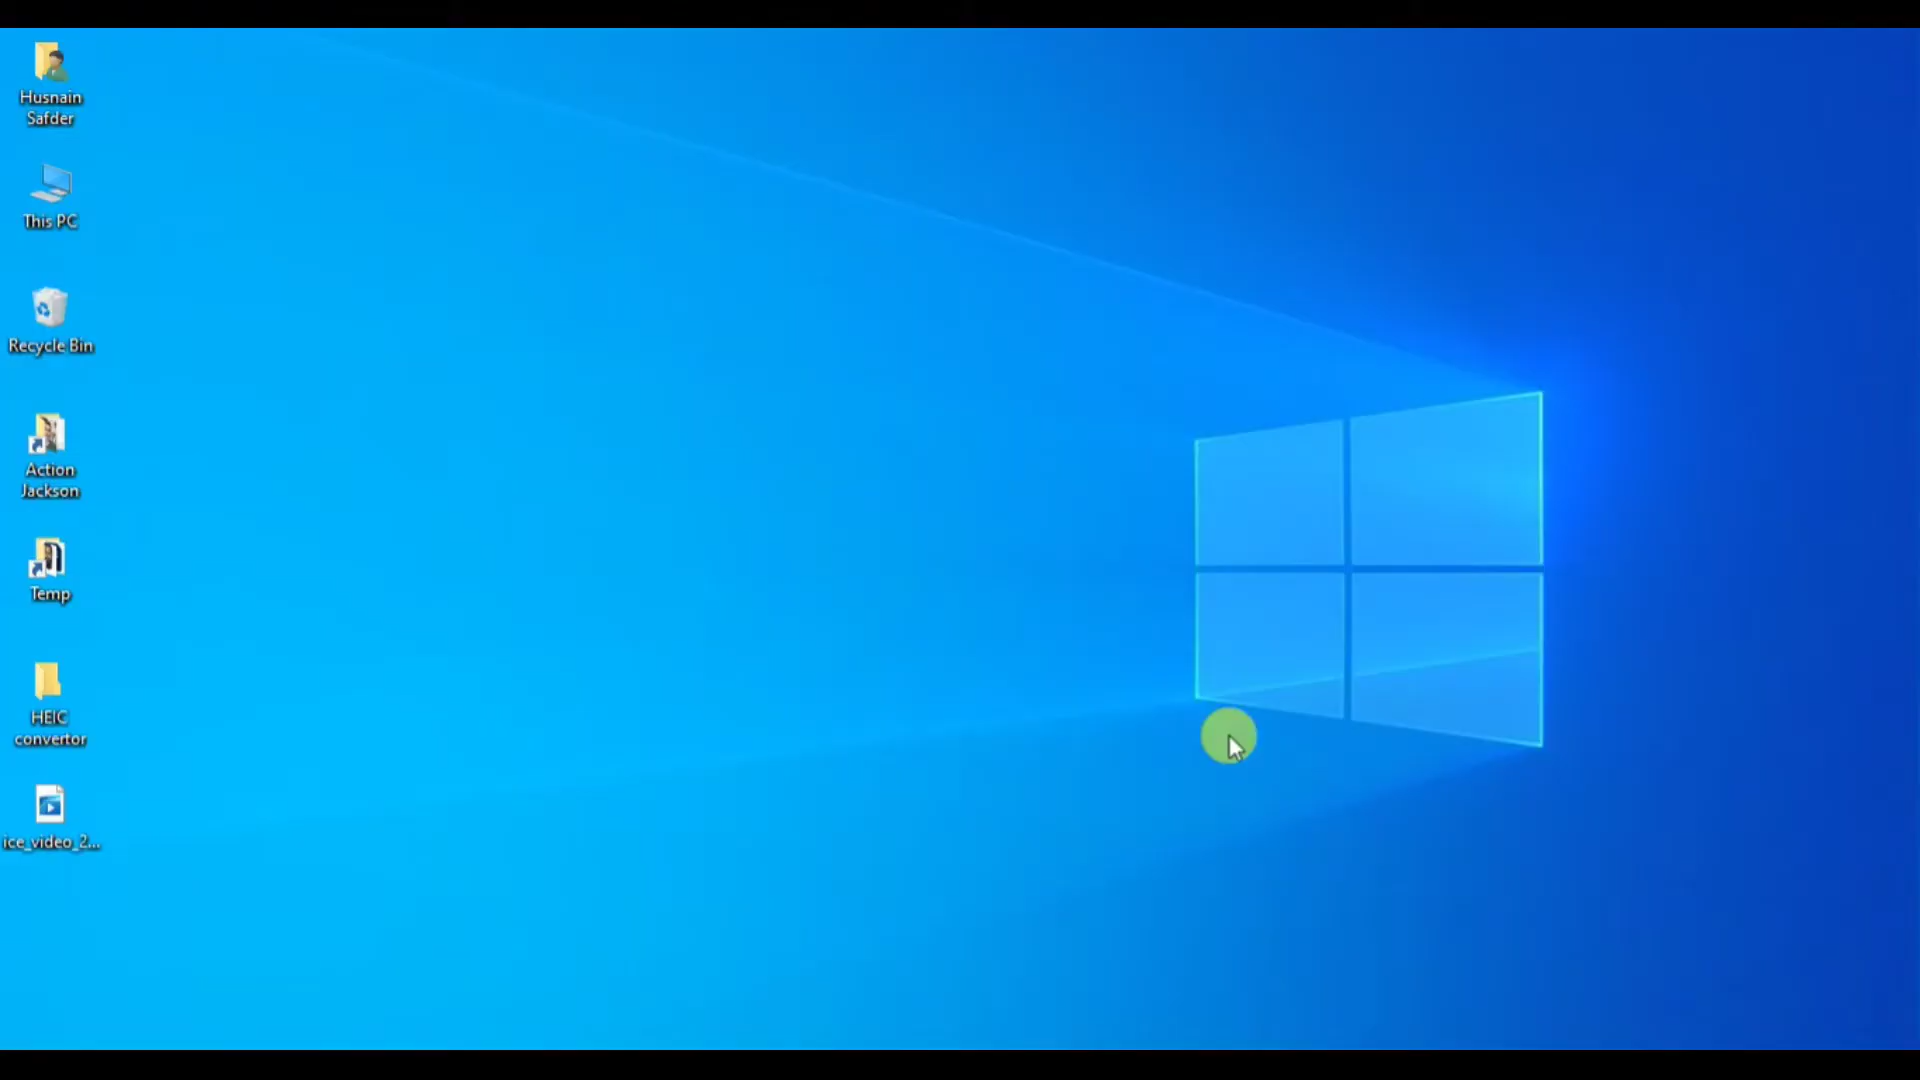 Husnain
Safder
This PC
Recycle Bin
Action
Jackson
Temp
HEIC
convertor
ice_video_2...